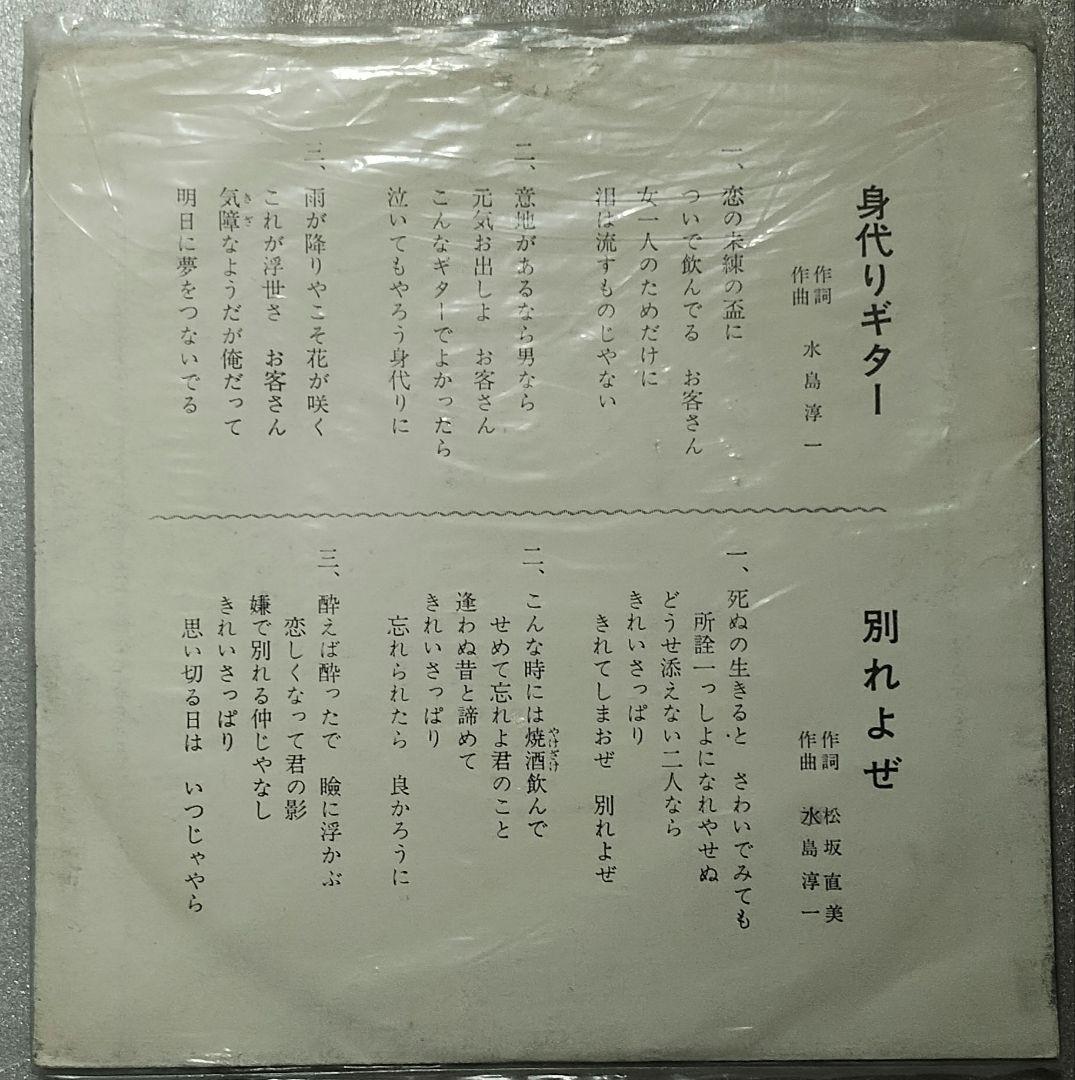 身代りギター
作詞
作曲 水島淳一
一、恋の未練の盃に
ついで飲んでる お客さん
女一人のためだけに
泪は流すものじやない
二、意地があるなら男なら
元気お出しよ お客さん
こんなギターでよかったら
泣いてもやろう身代りに
三、雨が降りやこそ花が咲く
これが浮世さ お客さん
気障なようだが俺だって
きざ
明日に夢をつないでる
別れよぜ
作詞 松坂直美
作曲 水島淳一
一、死ぬの生きると さわいでみても
所詮一っしよになれやせぬ
どうせ添えない二人なら
きれいさっぱり
きれてしまおぜ 別れよぜ
二、こんな時には焼酒飲んで
やけざけ
せめて忘れよ君のこと
逢わぬ昔と諦めて
きれいさっぱり
忘れられたら 良かろうに
三、酔えば酔ったで 瞼に浮かぶ
恋しくなって君の影
嫌で別れる仲じやなし
きれいさっぱり
思い切る日は いつじゃやら